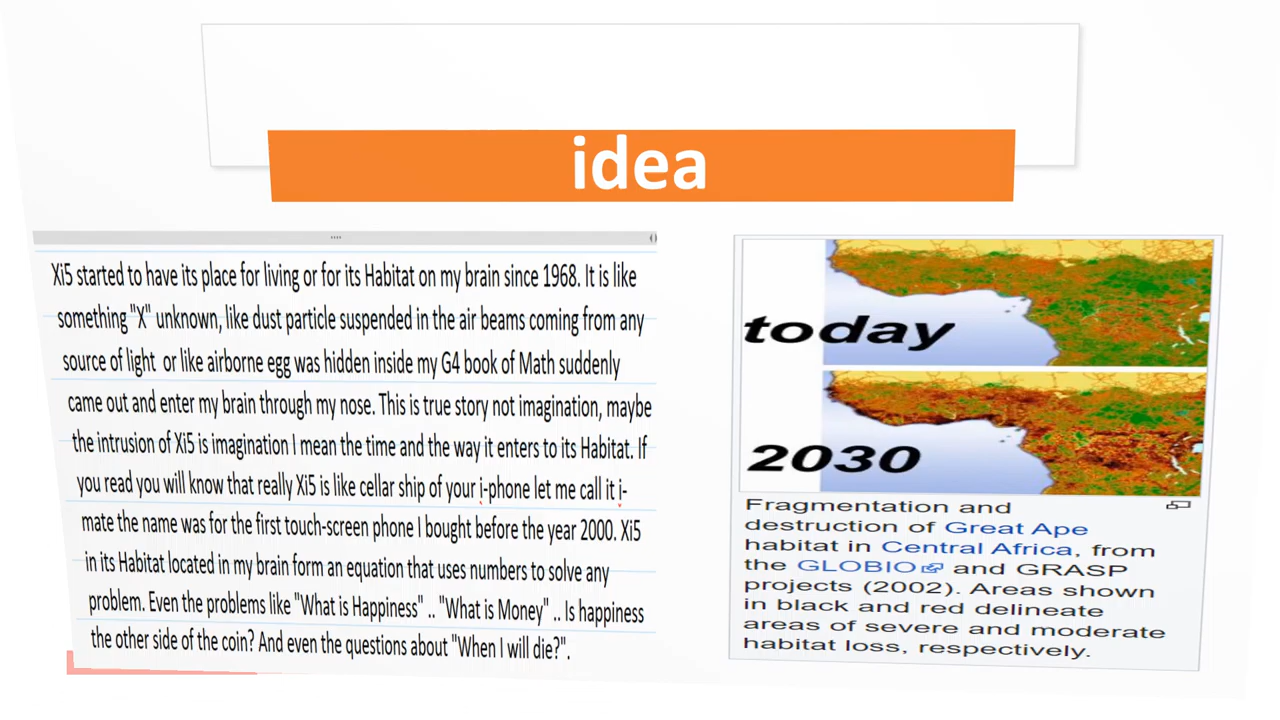 idea
Xi5 started to have its place for living or for its Habitat on my brain since 1968. It is like
something "X" unknown, like dust particle suspended in the air beams coming from any
source of light or like airborne egg was hidden inside my G4 book of Math suddenly
came out and enter my brain through my nose. This is true story not imagination, maybe
the intrusion of Xi5 is imagination I mean the time and the way it enters to its Habitat. If
you read you will know that really Xi5 is like cellar ship of your i-phone let me call it i-
mate the name was for the first touch-screen phone I bought before the year 2000. Xi5
in its Habitat located in my brain form an equation that uses numbers to solve any
problem. Even the problems like "What is Happiness" .. "What is Money" .. Is happiness
the other side of the coin? And even the questions about "When I will die?".
today
2030
Fragmentation and
destruction of Great Ape
habitat in Central Africa, from
the GLOBIO and GRASP
projects (2002). Areas shown
in black and red delineate
areas of severe and moderate
habitat loss, respectively.